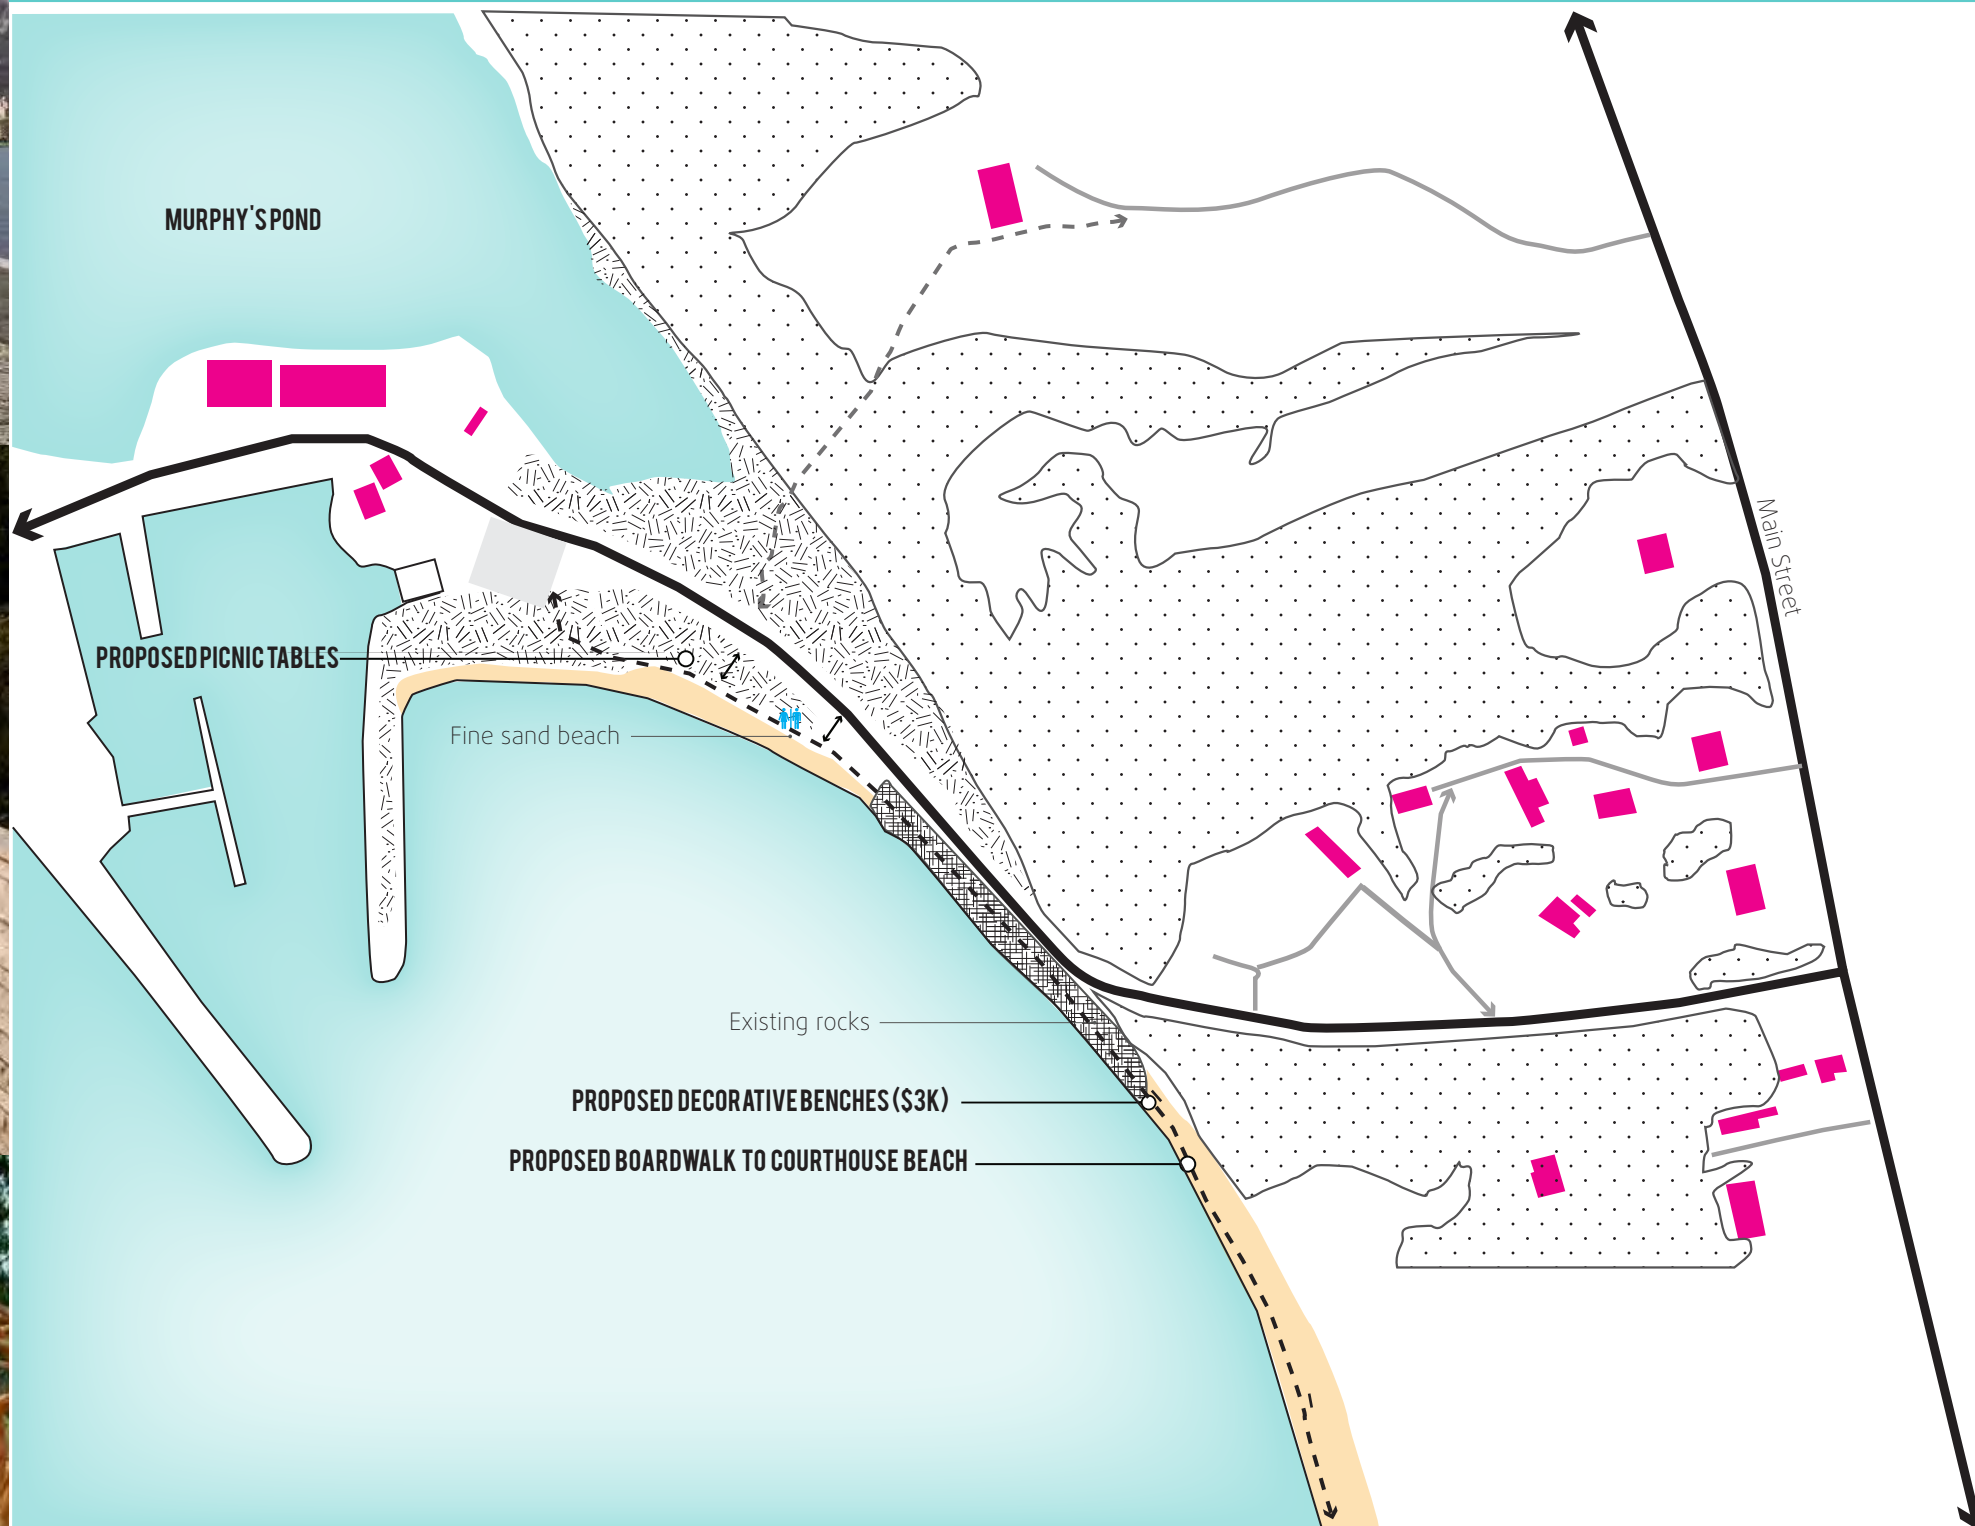 MURPHY'S POND
Main Street
PROPOSED PICNIC TABLES
Fine sand beach
Existing rocks
PROPOSED DECORATIVE BENCHES ($3K)
PROPOSED BOARDWALK TO COURTHOUSE BEACH